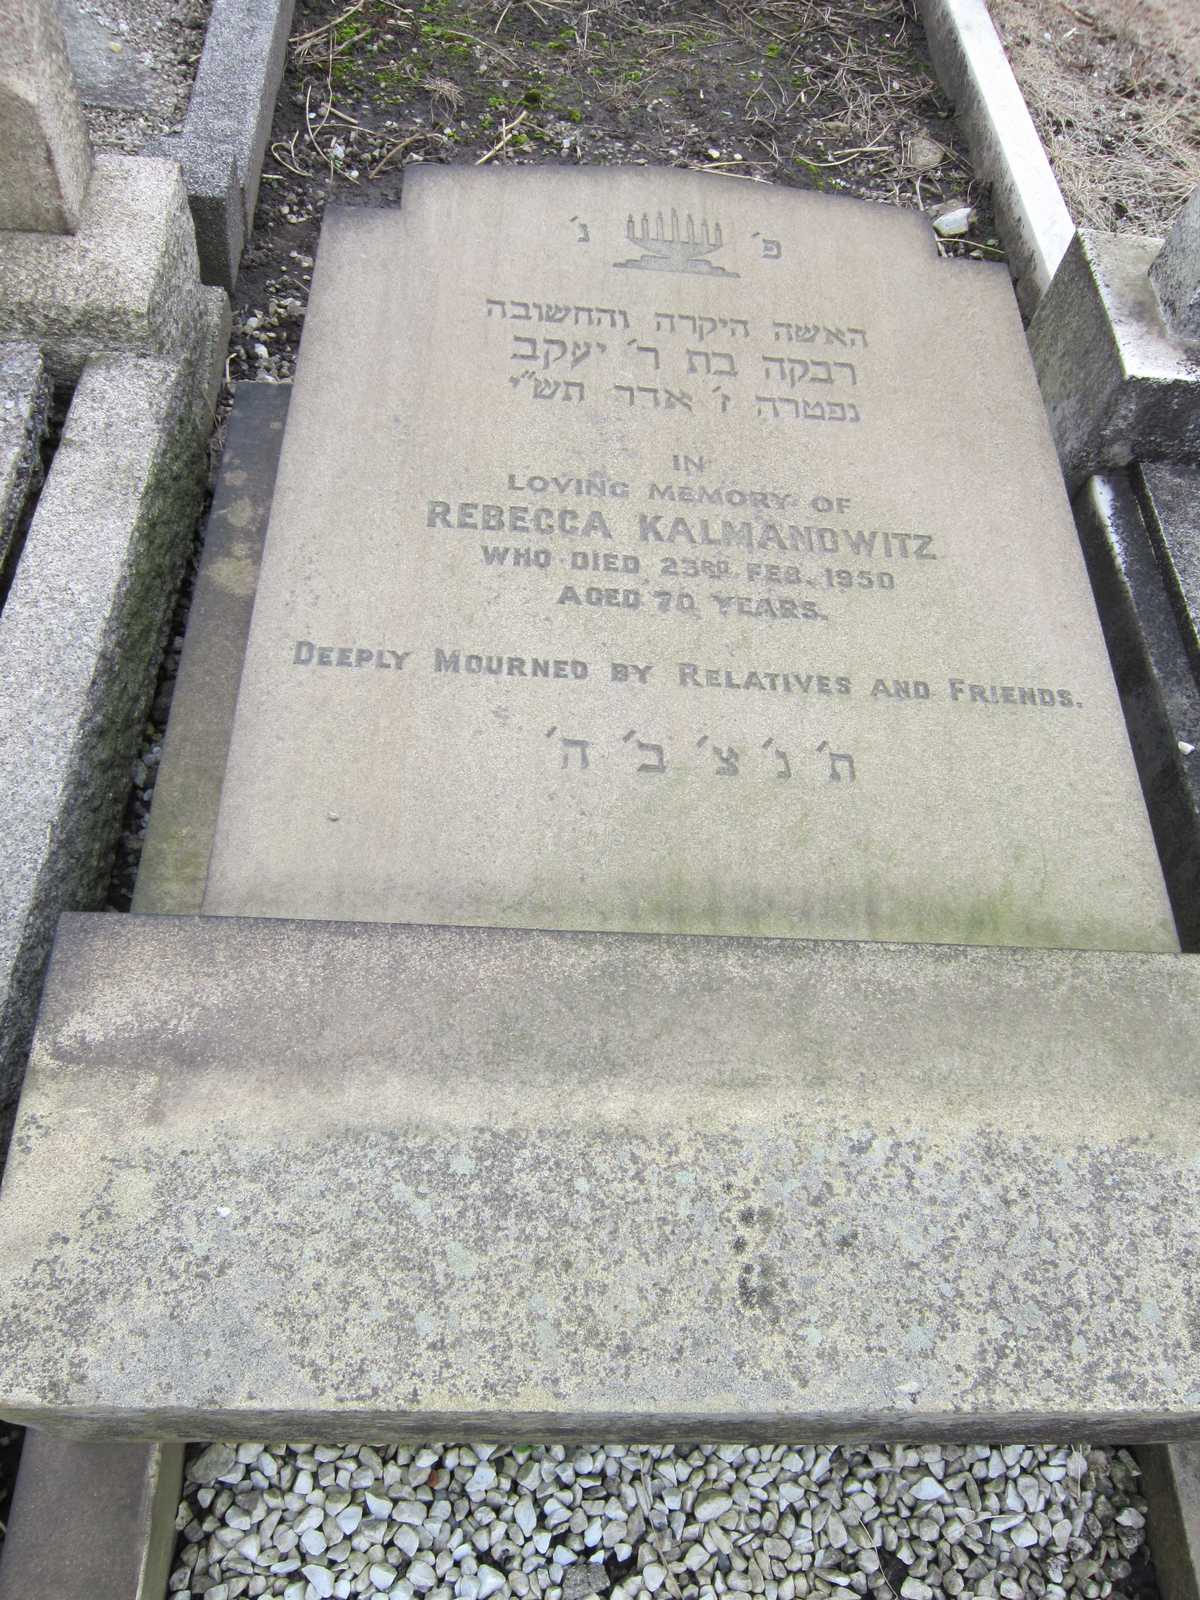 פ׳ נ׳
האשה היקרה והחשובה
רבקה בת ר׳ יעקב
נפטרה ז׳ אדר תש״י
IN
LOVING MEMORY OF
REBECCA KALMANOWITZ
WHO DIED 23RD FEB. 1950
AGED 70 YEARS.
DEEPLY MOURNED BY RELATIVES AND FRIENDS.
ת׳ נ׳ צ׳ ב׳ ה׳